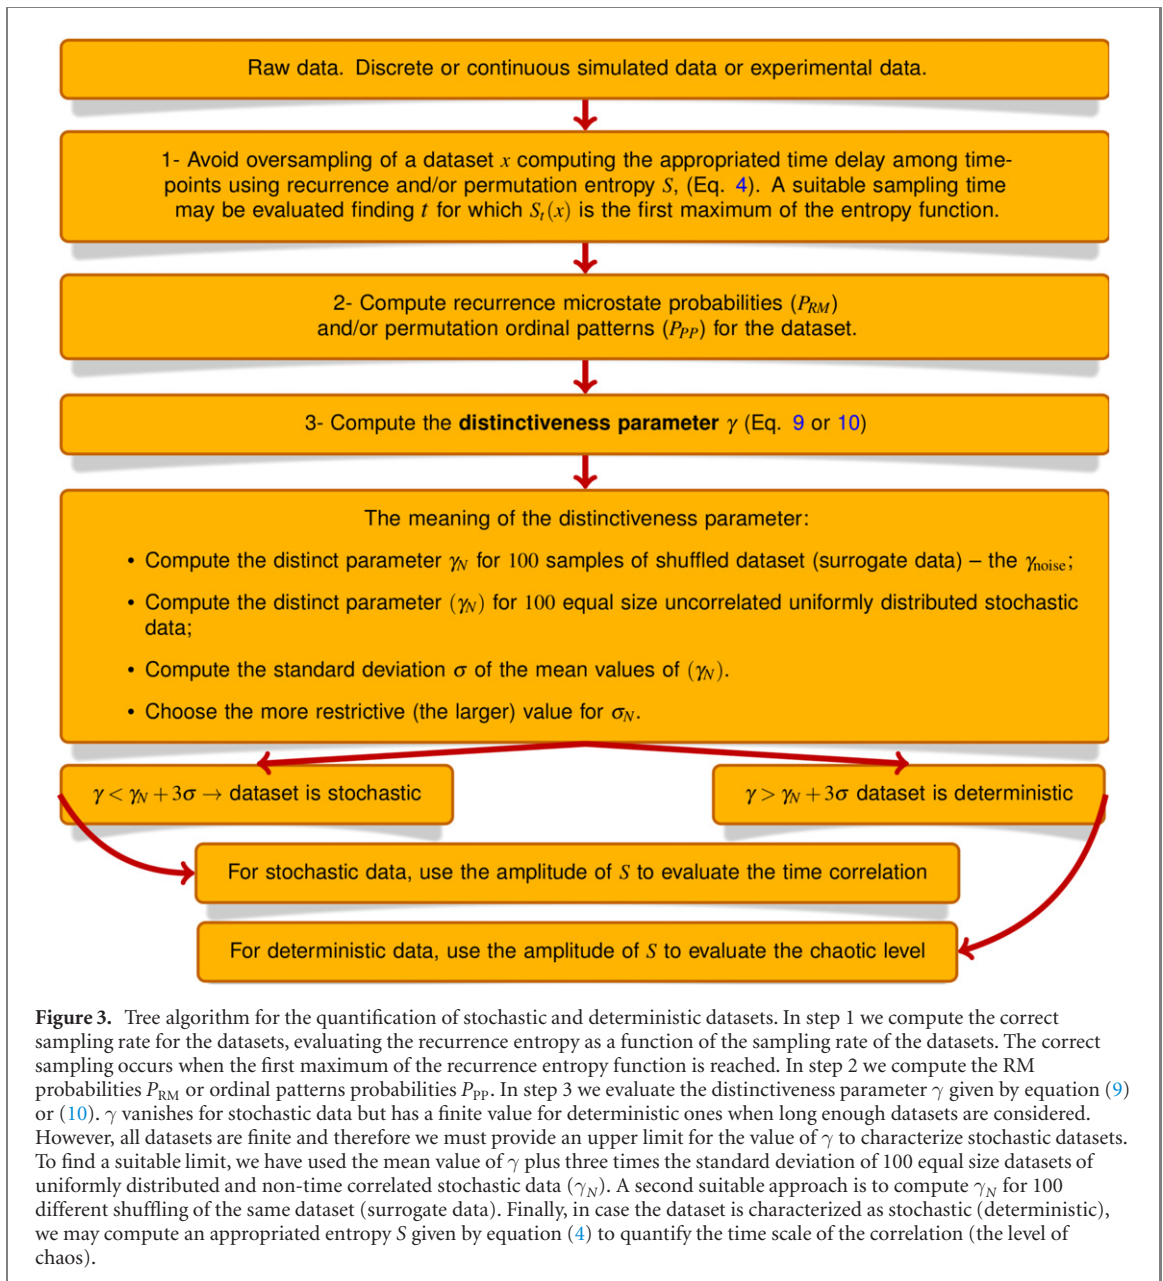 Raw data. Discrete or continuous simulated data or experimental data.
1- Avoid oversampling of a dataset x computing the appropriated time delay among time-
points using recurrence and/or permutation entropy S, (Eq. 4). A suitable sampling time
may be evaluated finding t for which Sₜ(x) is the first maximum of the entropy function.
2- Compute recurrence microstate probabilities (P_RM)
and/or permutation ordinal patterns (P_PP) for the dataset.
3- Compute the distinctiveness parameter γ (Eq. 9 or 10)
The meaning of the distinctiveness parameter:
• Compute the distinct parameter γ_N for 100 samples of shuffled dataset (surrogate data) – the γ_noise;
• Compute the distinct parameter (γ_N) for 100 equal size uncorrelated uniformly distributed stochastic
data;
• Compute the standard deviation σ of the mean values of (γ_N).
• Choose the more restrictive (the larger) value for σ_N.
γ < γ_N + 3σ → dataset is stochastic
γ > γ_N + 3σ dataset is deterministic
For stochastic data, use the amplitude of S to evaluate the time correlation
For deterministic data, use the amplitude of S to evaluate the chaotic level
Figure 3. Tree algorithm for the quantification of stochastic and deterministic datasets. In step 1 we compute the correct
sampling rate for the datasets, evaluating the recurrence entropy as a function of the sampling rate of the datasets. The correct
sampling occurs when the first maximum of the recurrence entropy function is reached. In step 2 we compute the RM
probabilities P_RM or ordinal patterns probabilities P_PP. In step 3 we evaluate the distinctiveness parameter γ given by equation (9)
or (10). γ vanishes for stochastic data but has a finite value for deterministic ones when long enough datasets are considered.
However, all datasets are finite and therefore we must provide an upper limit for the value of γ to characterize stochastic datasets.
To find a suitable limit, we have used the mean value of γ plus three times the standard deviation of 100 equal size datasets of
uniformly distributed and non-time correlated stochastic data (γ_N). A second suitable approach is to compute γ_N for 100
different shuffling of the same dataset (surrogate data). Finally, in case the dataset is characterized as stochastic (deterministic),
we may compute an appropriated entropy S given by equation (4) to quantify the time scale of the correlation (the level of
chaos).